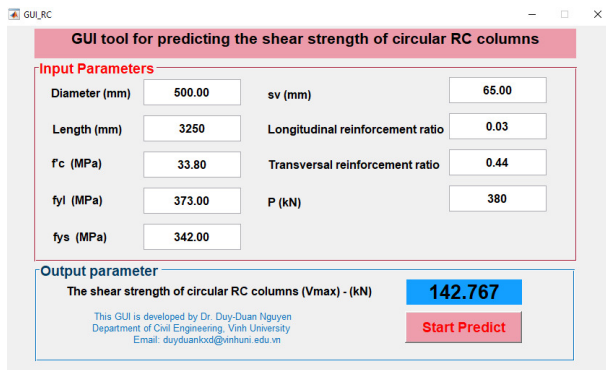 GUI_RC
GUI tool for predicting the shear strength of circular RC columns
Input Parameters
Diameter (mm) 500.00 sv (mm) 65.00
Length (mm) 3250 Longitudinal reinforcement ratio 0.03
f'c (MPa) 33.80 Transversal reinforcement ratio 0.44
fyl (MPa) 373.00 P (kN) 380
fys (MPa) 342.00
Output parameter
The shear strength of circular RC columns (Vmax) - (kN) 142.767
This GUI is developed by Dr. Duy-Duan Nguyen
Department of Civil Engineering, Vinh University
Email: duyduankxd@vinhuni.edu.vn
Start Predict